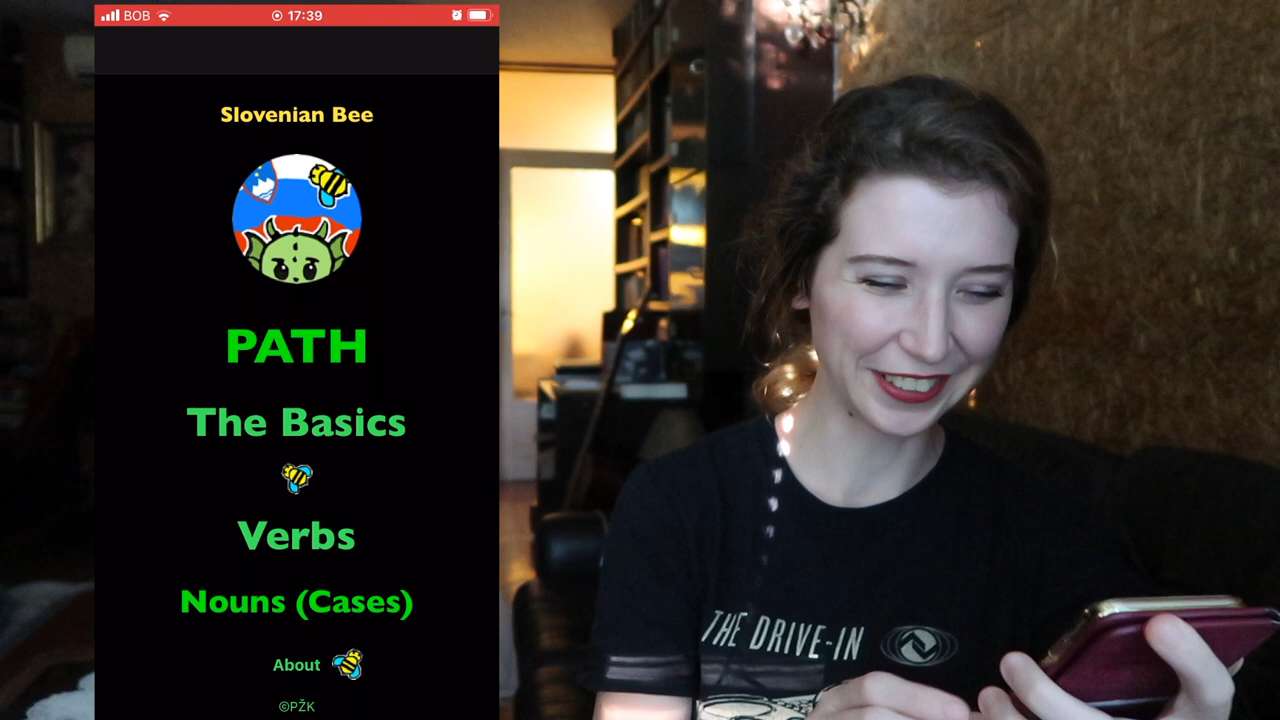 BOB 17:39
Slovenian Bee
PATH
The Basics
Verbs
Nouns (Cases)
About
©PŽK
THE DRIVE-IN